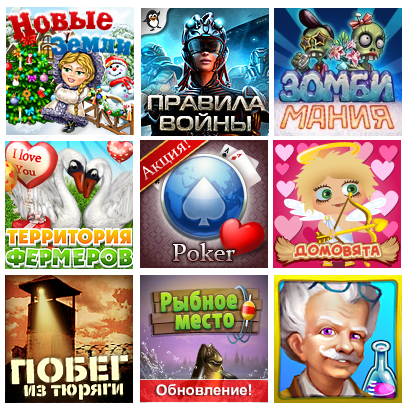 Новые
Земли
ПРАВИЛА
ВОЙНЫ
ЗОМБИ
МАНИЯ
I love
You
ТЕРРИТОРИЯ
ФЕРМЕРОВ
Акция!
Poker
ДОМОВЯТА
ПОБЕГ
ИЗ ТЮРЯГИ
Рыбное
место
Обновление!